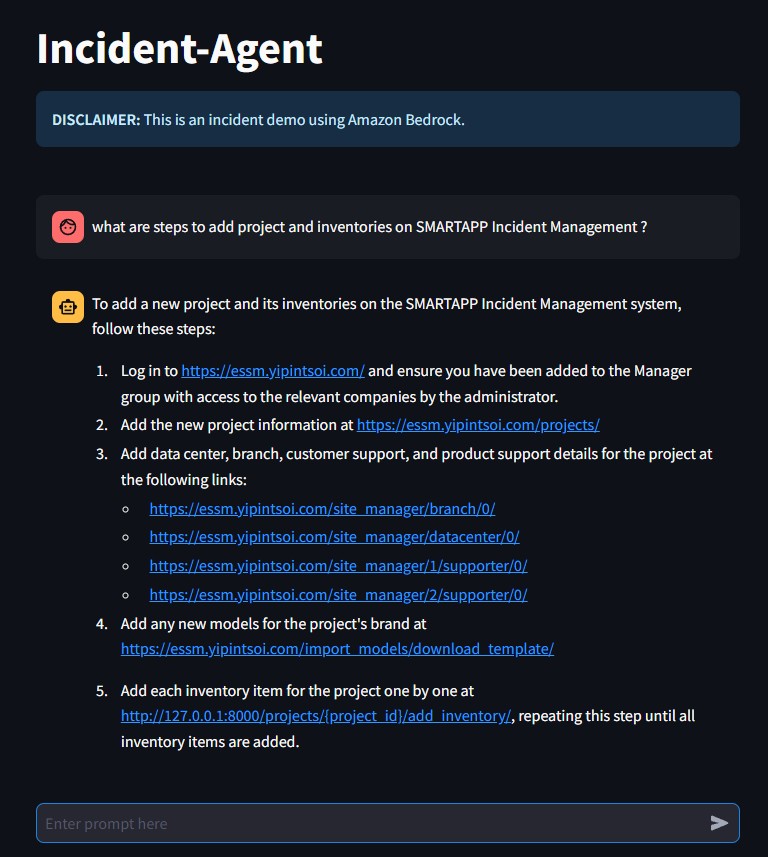 Incident-Agent
DISCLAIMER: This is an incident demo using Amazon Bedrock.
what are steps to add project and inventories on SMARTAPP Incident Management ?
To add a new project and its inventories on the SMARTAPP Incident Management system,
follow these steps:
1. Log in to https://essm.yipintsoi.com/ and ensure you have been added to the Manager
group with access to the relevant companies by the administrator.
2. Add the new project information at https://essm.yipintsoi.com/projects/
3. Add data center, branch, customer support, and product support details for the project at
the following links:
○ https://essm.yipintsoi.com/site_manager/branch/0/
○ https://essm.yipintsoi.com/site_manager/datacenter/0/
○ https://essm.yipintsoi.com/site_manager/1/supporter/0/
○ https://essm.yipintsoi.com/site_manager/2/supporter/0/
4. Add any new models for the project's brand at
https://essm.yipintsoi.com/import_models/download_template/
5. Add each inventory item for the project one by one at
http://127.0.0.1:8000/projects/{project_id}/add_inventory/, repeating this step until all
inventory items are added.
Enter prompt here